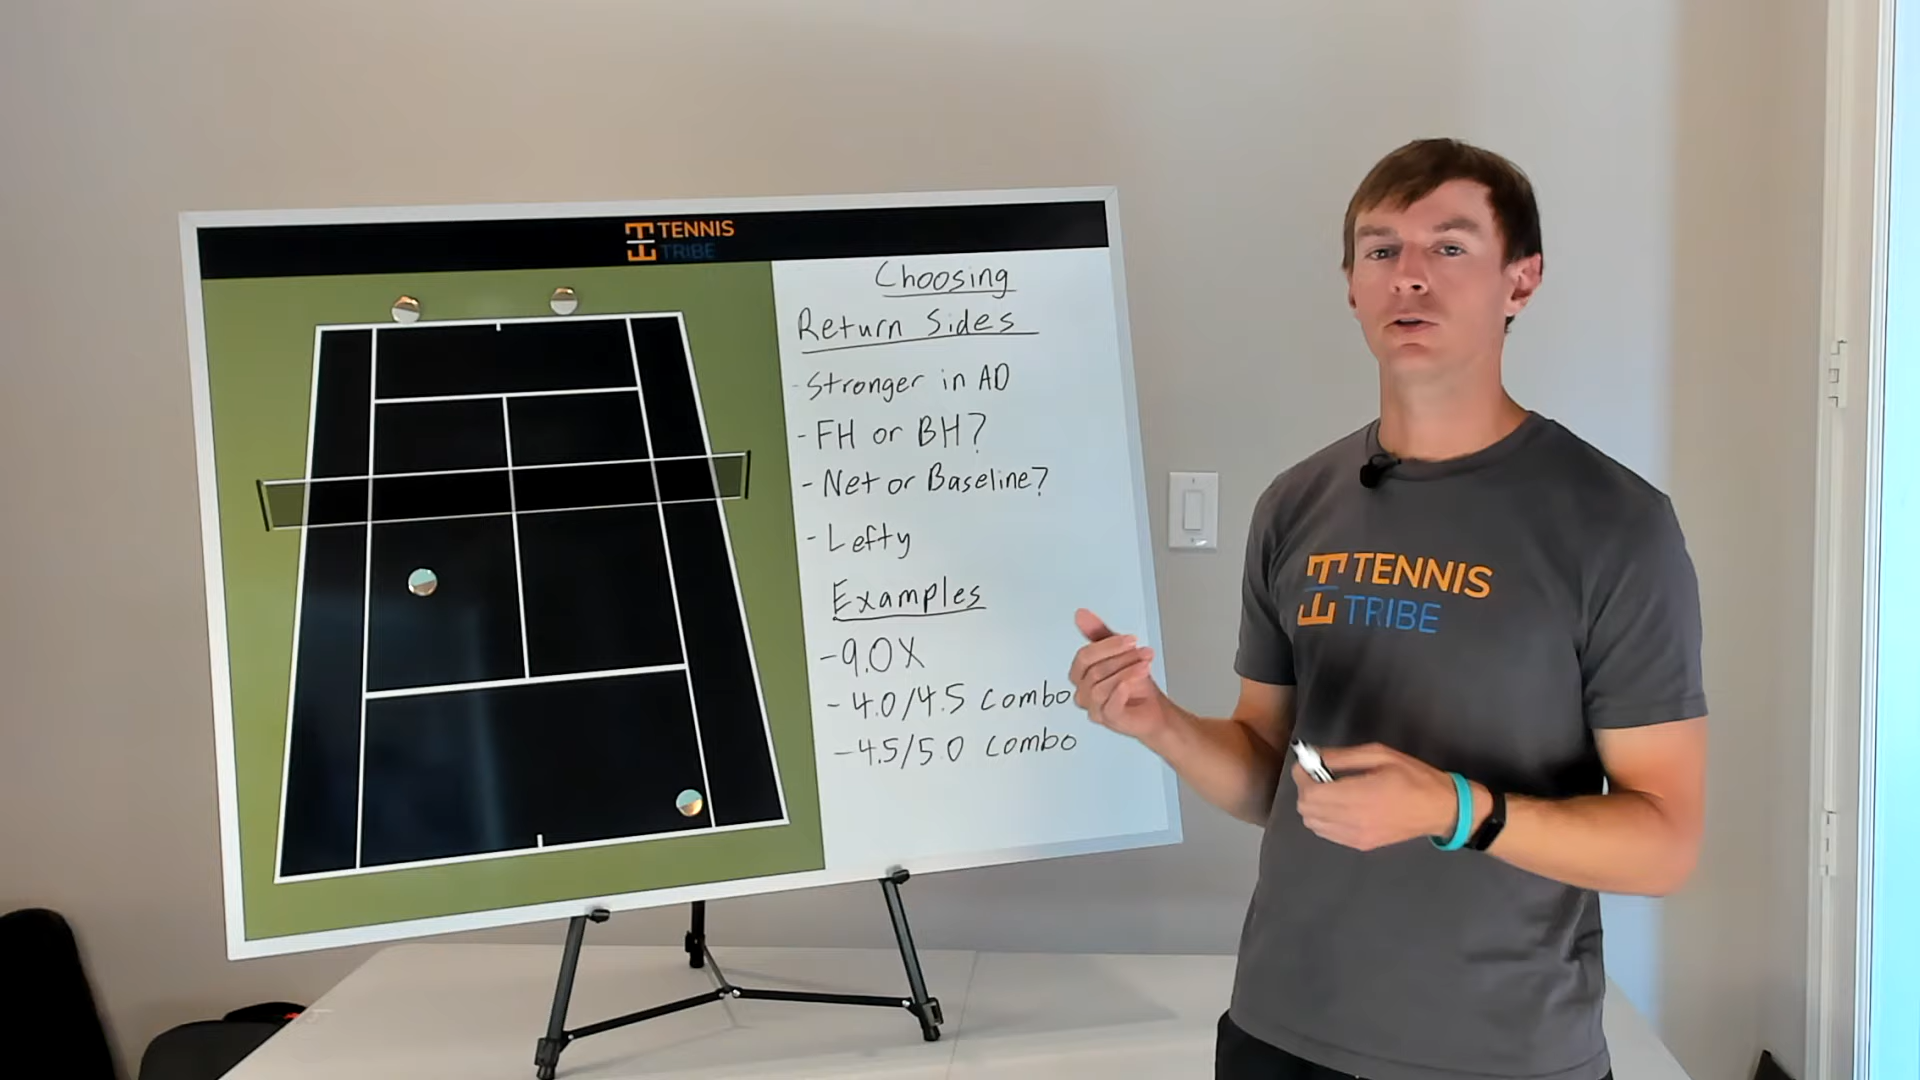 TENNIS
TRIBE
Choosing
Return Sides
- Stronger in AD
- FH or BH?
- Net or Baseline?
- Lefty
Examples
- 9.0X
- 4.0/4.5 Combo
- 4.5/5.0 Combo
TENNIS
TRIBE